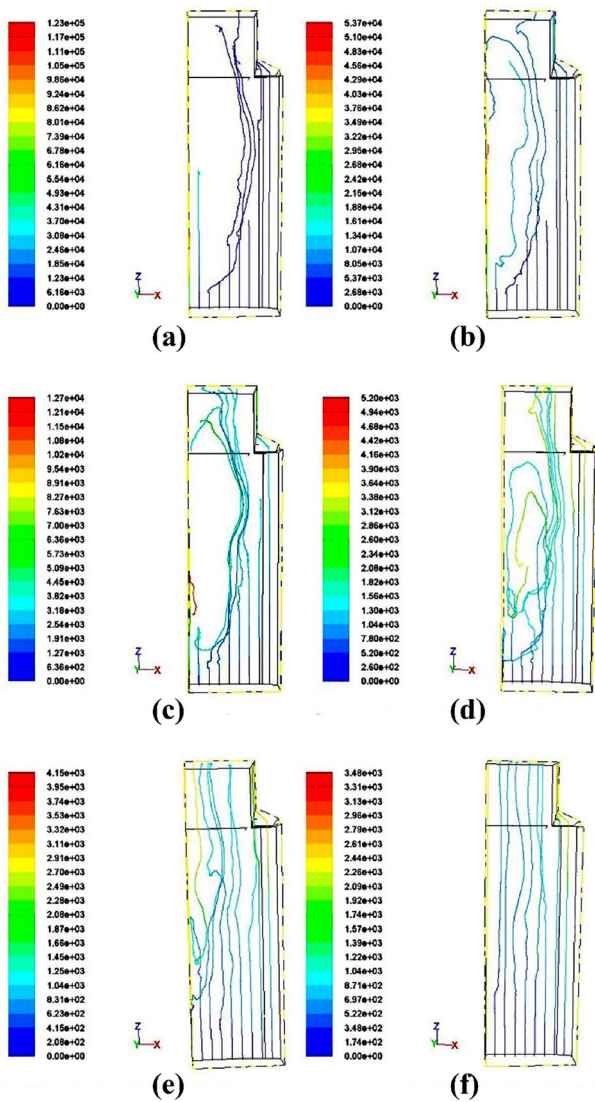 1.23e+05
1.17e+05
1.11e+05
1.05e+05
9.86e+04
9.24e+04
8.62e+04
8.01e+04
7.39e+04
6.78e+04
6.16e+04
5.54e+04
4.93e+04
4.31e+04
3.70e+04
3.08e+04
2.46e+04
1.85e+04
1.23e+04
6.16e+03
0.00e+00
Z
Y X
(a)
5.37e+04
5.10e+04
4.83e+04
4.56e+04
4.29e+04
4.03e+04
3.76e+04
3.49e+04
3.22e+04
2.95e+04
2.68e+04
2.42e+04
2.15e+04
1.88e+04
1.61e+04
1.34e+04
1.07e+04
8.05e+03
5.37e+03
2.68e+03
0.00e+00
Z
Y X
(b)
1.27e+04
1.21e+04
1.15e+04
1.08e+04
1.02e+04
9.54e+03
8.91e+03
8.27e+03
7.63e+03
7.00e+03
6.36e+03
5.73e+03
5.09e+03
4.45e+03
3.82e+03
3.18e+03
2.54e+03
1.91e+03
1.27e+03
6.36e+02
0.00e+00
Z
Y X
(c)
5.20e+03
4.94e+03
4.68e+03
4.42e+03
4.16e+03
3.90e+03
3.64e+03
3.38e+03
3.12e+03
2.86e+03
2.60e+03
2.34e+03
2.08e+03
1.82e+03
1.56e+03
1.30e+03
1.04e+03
7.80e+02
5.20e+02
2.60e+02
0.00e+00
Z
Y X
(d)
4.15e+03
3.95e+03
3.74e+03
3.53e+03
3.32e+03
3.11e+03
2.91e+03
2.70e+03
2.49e+03
2.28e+03
2.08e+03
1.87e+03
1.66e+03
1.45e+03
1.25e+03
1.04e+03
8.31e+02
6.23e+02
4.15e+02
2.08e+02
0.00e+00
Z
Y X
(e)
3.48e+03
3.31e+03
3.13e+03
2.96e+03
2.79e+03
2.61e+03
2.44e+03
2.26e+03
2.09e+03
1.92e+03
1.74e+03
1.57e+03
1.39e+03
1.22e+03
1.04e+03
8.71e+02
6.97e+02
5.22e+02
3.48e+02
1.74e+02
0.00e+00
Z
Y X
(f)